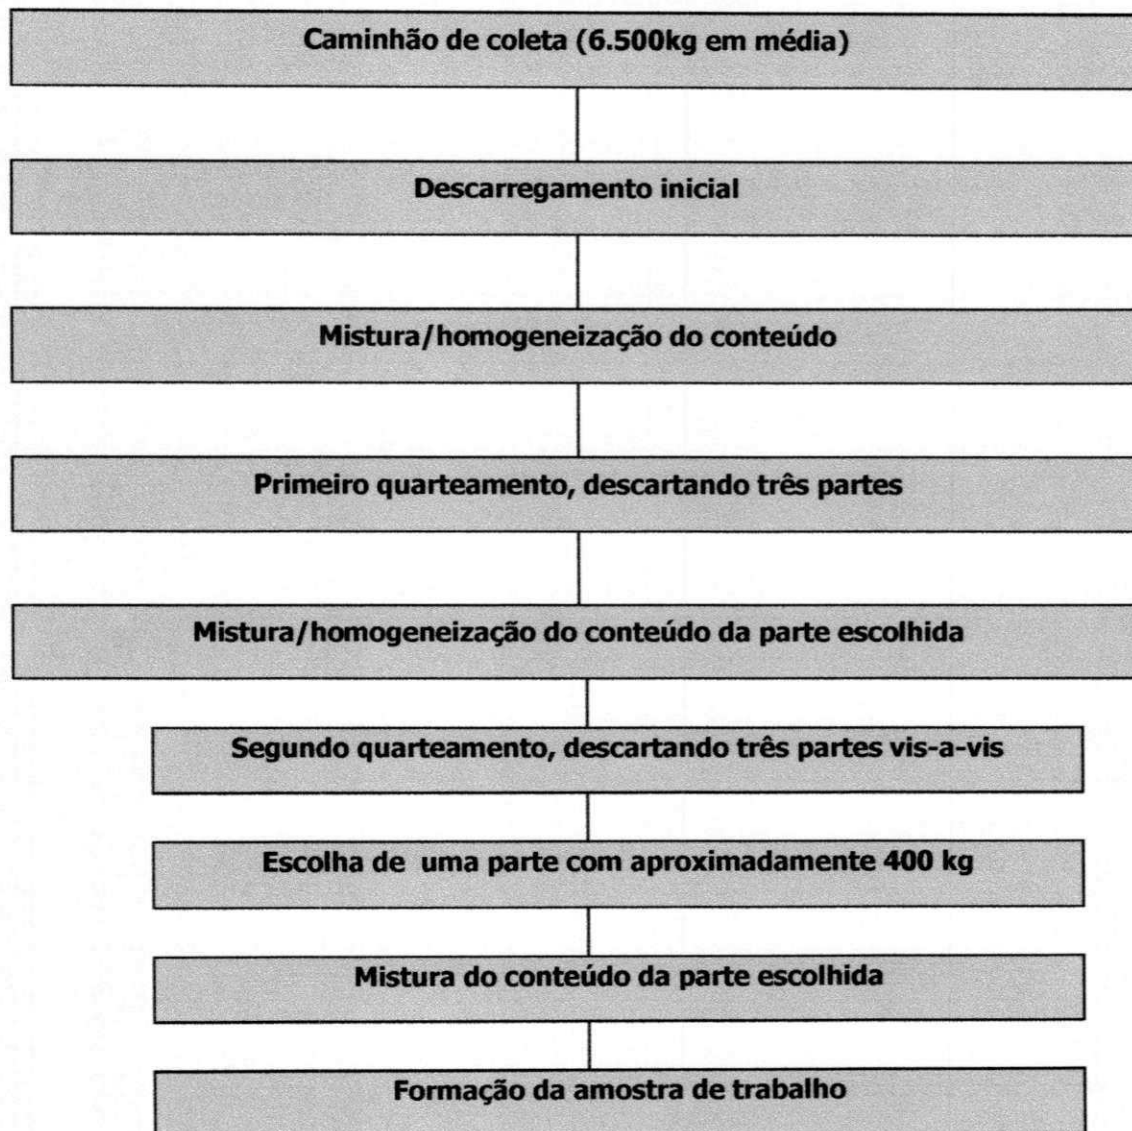 Caminhão de coleta (6.500kg em média)
Descarregamento inicial
Mistura/homogeneização do conteúdo
Primeiro quarteamento, descartando três partes
Mistura/homogeneização do conteúdo da parte escolhida
Segundo quarteamento, descartando três partes vis-a-vis
Escolha de uma parte com aproximadamente 400 kg
Mistura do conteúdo da parte escolhida
Formação da amostra de trabalho